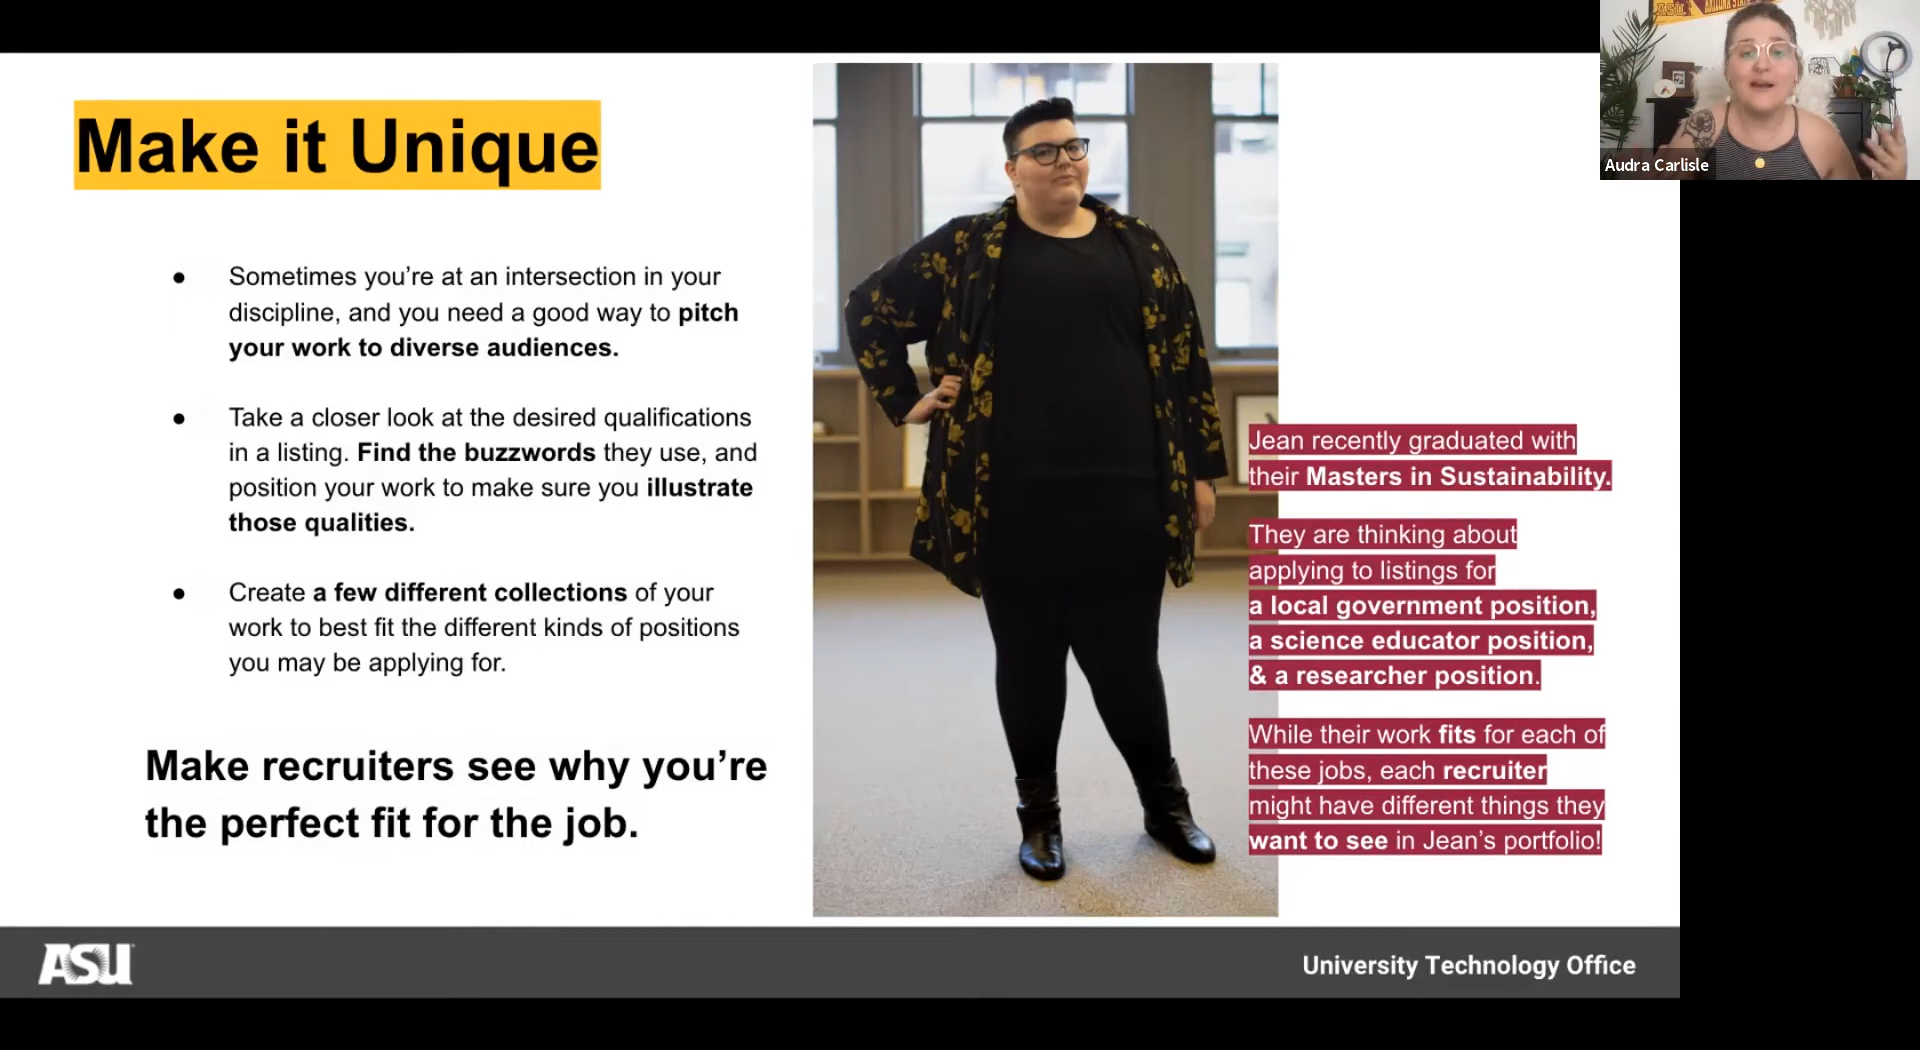 Make it Unique
● Sometimes you’re at an intersection in your
discipline, and you need a good way to pitch
your work to diverse audiences.
● Take a closer look at the desired qualifications
in a listing. Find the buzzwords they use, and
position your work to make sure you illustrate
those qualities.
● Create a few different collections of your
work to best fit the different kinds of positions
you may be applying for.
Make recruiters see why you’re
the perfect fit for the job.
Jean recently graduated with
their Masters in Sustainability.
They are thinking about
applying to listings for
a local government position,
a science educator position,
& a researcher position.
While their work fits for each of
these jobs, each recruiter
might have different things they
want to see in Jean’s portfolio!
ASU
University Technology Office
ASU
ARIZONA STA
Audra Carlisle